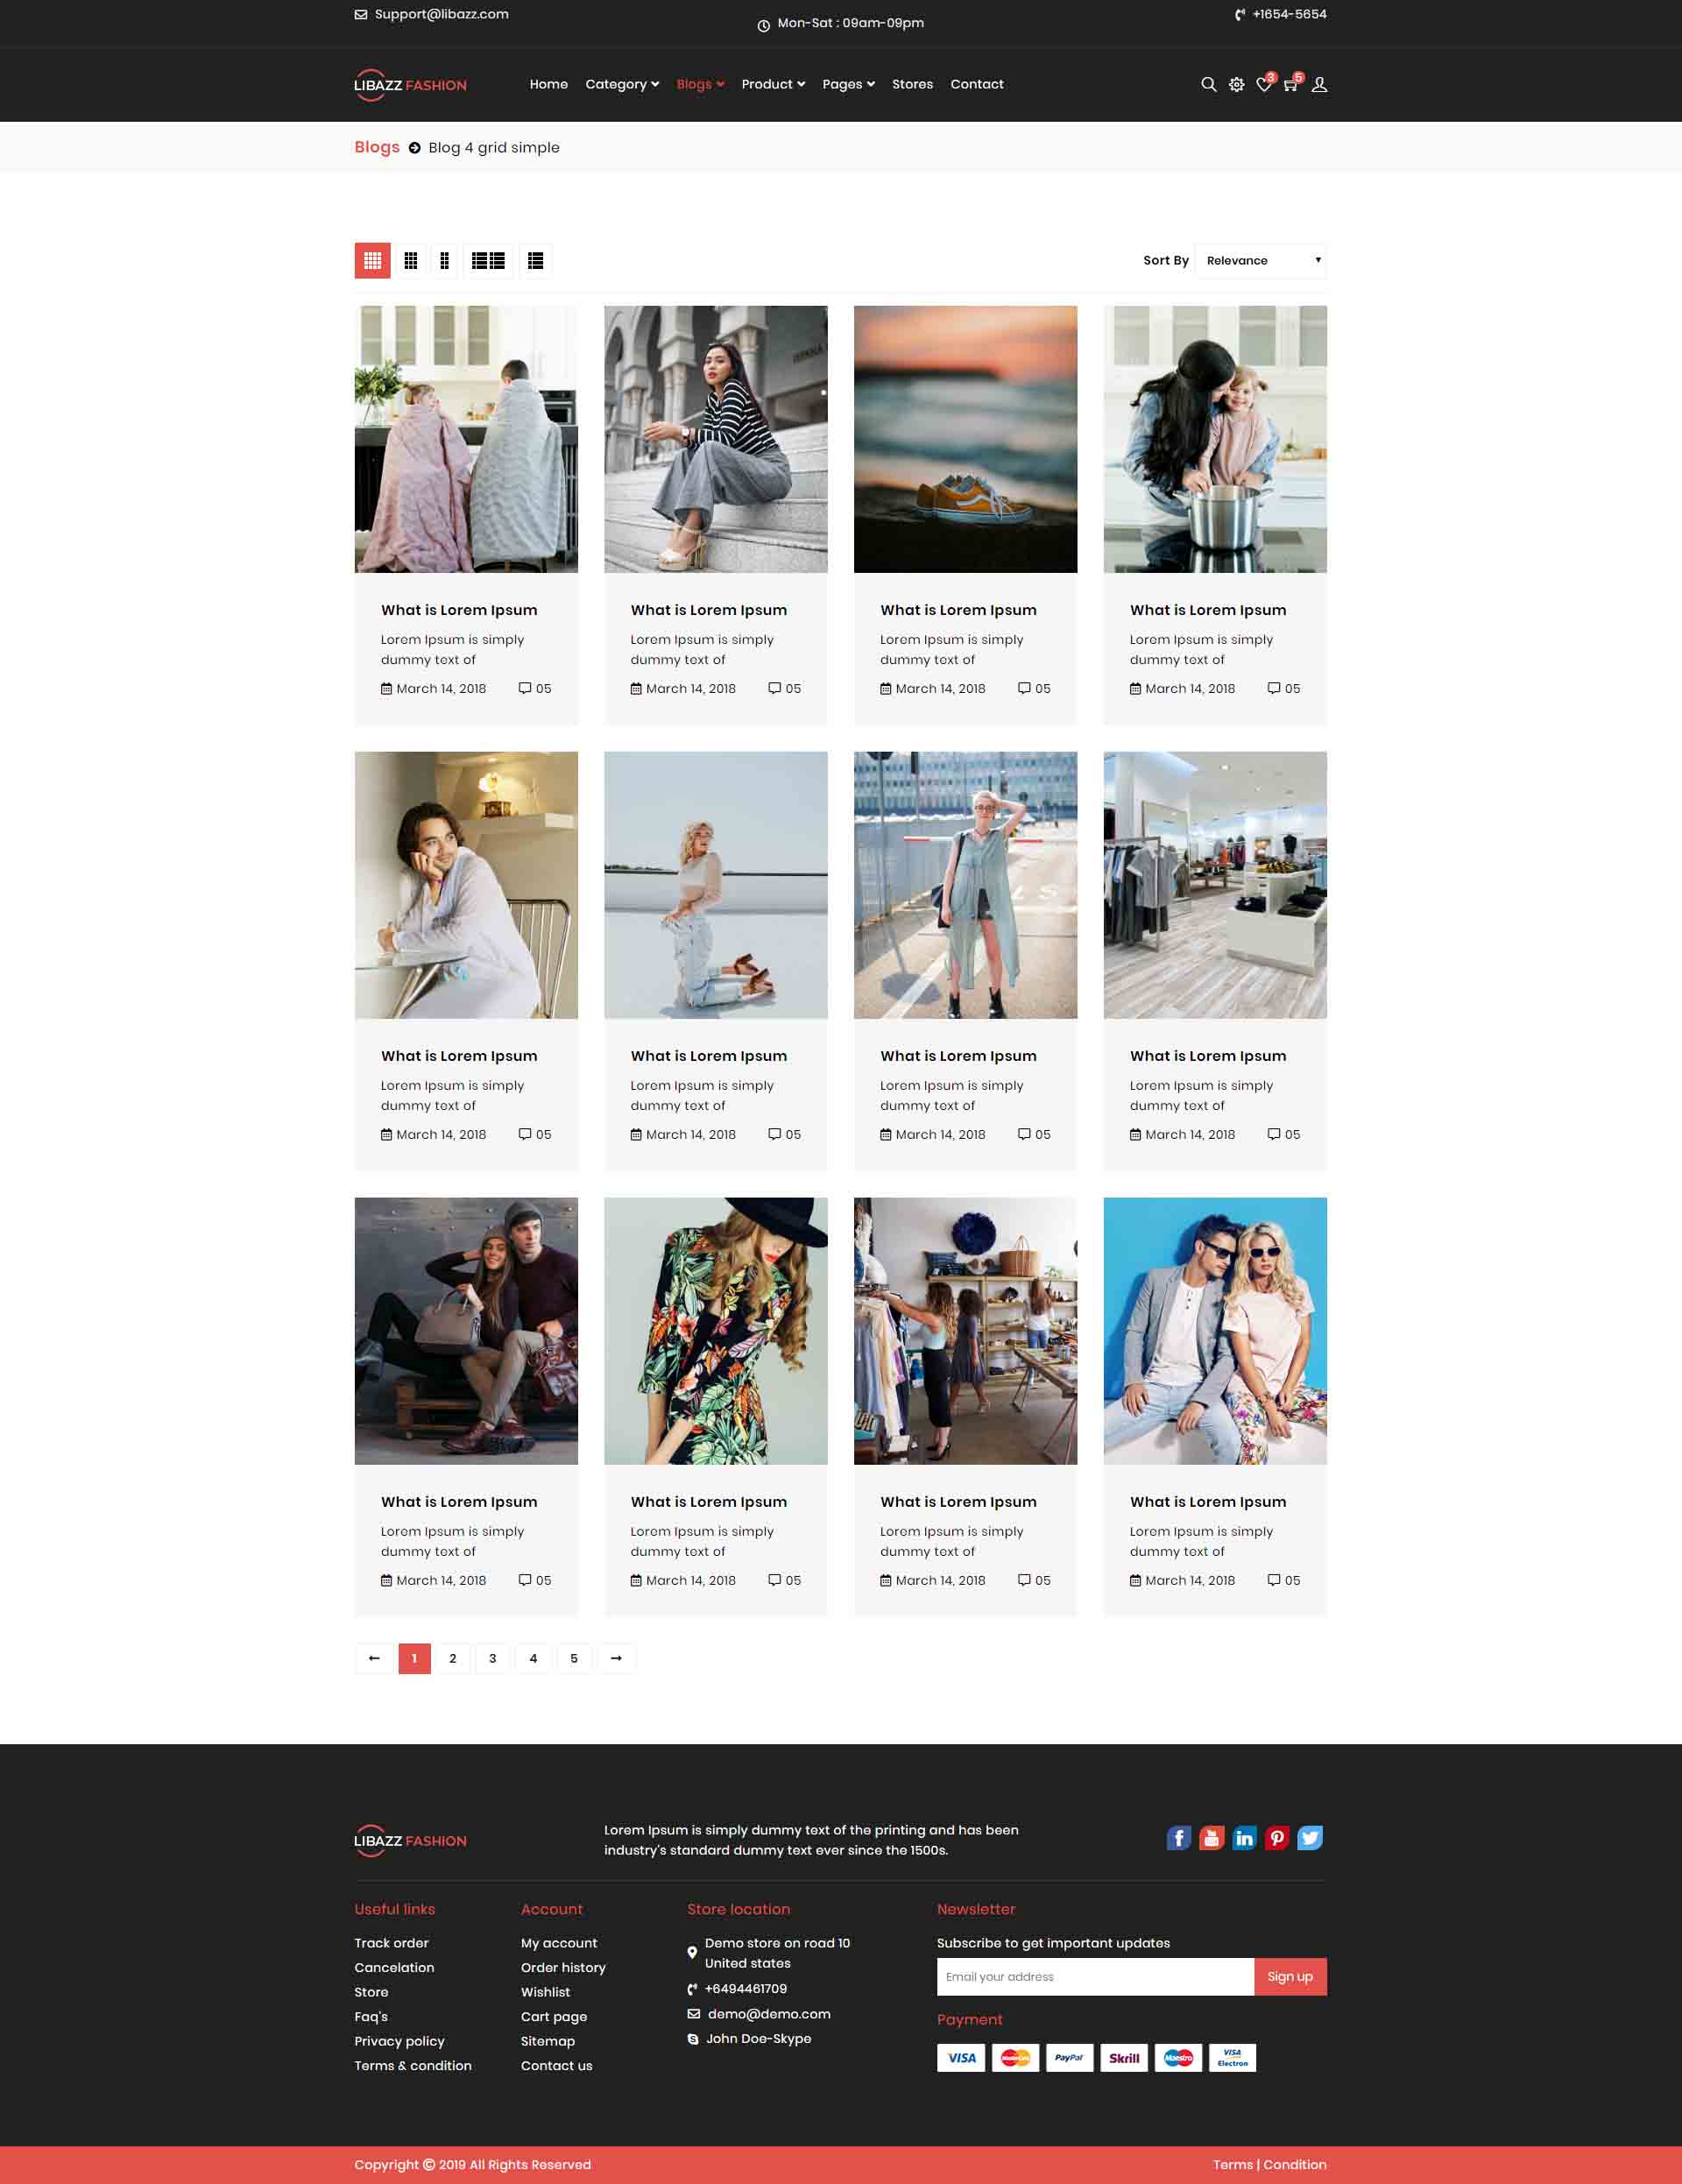 Support@libazz.com
Mon-Sat : 09am-09pm
+1654-5654
LIBAZZ FASHION
Home Category Blogs Product Pages Stores Contact
3 5
Blogs Blog 4 grid simple
Sort By Relevance
What is Lorem Ipsum
Lorem Ipsum is simply
dummy text of
March 14, 2018 05
What is Lorem Ipsum
Lorem Ipsum is simply
dummy text of
March 14, 2018 05
What is Lorem Ipsum
Lorem Ipsum is simply
dummy text of
March 14, 2018 05
What is Lorem Ipsum
Lorem Ipsum is simply
dummy text of
March 14, 2018 05
What is Lorem Ipsum
Lorem Ipsum is simply
dummy text of
March 14, 2018 05
What is Lorem Ipsum
Lorem Ipsum is simply
dummy text of
March 14, 2018 05
What is Lorem Ipsum
Lorem Ipsum is simply
dummy text of
March 14, 2018 05
What is Lorem Ipsum
Lorem Ipsum is simply
dummy text of
March 14, 2018 05
What is Lorem Ipsum
Lorem Ipsum is simply
dummy text of
March 14, 2018 05
What is Lorem Ipsum
Lorem Ipsum is simply
dummy text of
March 14, 2018 05
What is Lorem Ipsum
Lorem Ipsum is simply
dummy text of
March 14, 2018 05
What is Lorem Ipsum
Lorem Ipsum is simply
dummy text of
March 14, 2018 05
← 1 2 3 4 5 →
LIBAZZ FASHION
Lorem Ipsum is simply dummy text of the printing and has been
industry's standard dummy text ever since the 1500s.
Useful links
Track order
Cancelation
Store
Faq's
Privacy policy
Terms & condition
Account
My account
Order history
Wishlist
Cart page
Sitemap
Contact us
Store location
Demo store on road 10
United states
+6494461709
demo@demo.com
John Doe-Skype
Newsletter
Subscribe to get important updates
Email your address Sign up
Payment
VISA MasterCard PayPal Skrill Maestro VISA Electron
Copyright © 2019 All Rights Reserved
Terms | Condition